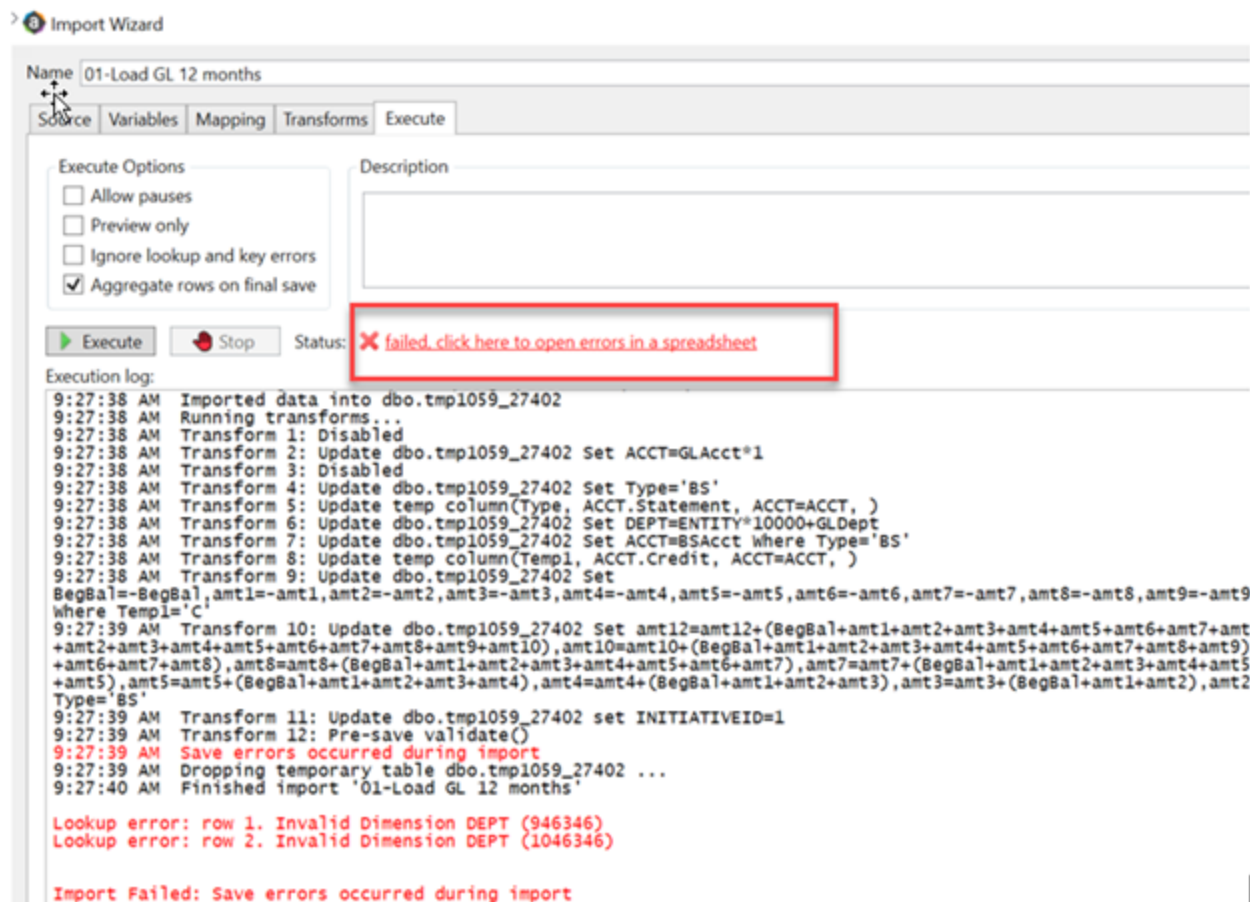 Import Wizard
Name 01-Load GL 12 months
Source Variables Mapping Transforms Execute
Execute Options
Description
Allow pauses
Preview only
Ignore lookup and key errors
Aggregate rows on final save
Execute Stop Status: failed, click here to open errors in a spreadsheet
Execution log:
9:27:38 AM Imported data into dbo.tmp1059_27402
9:27:38 AM Running transforms...
9:27:38 AM Transform 1: Disabled
9:27:38 AM Transform 2: Update dbo.tmp1059_27402 Set ACCT=GLAcct*1
9:27:38 AM Transform 3: Disabled
9:27:38 AM Transform 4: Update dbo.tmp1059_27402 Set Type='BS'
9:27:38 AM Transform 5: Update temp column(Type, ACCT.Statement, ACCT=ACCT, )
9:27:38 AM Transform 6: Update dbo.tmp1059_27402 Set DEPT=ENTITY*10000+GLDept
9:27:38 AM Transform 7: Update dbo.tmp1059_27402 Set ACCT=BSAcct Where Type='BS'
9:27:38 AM Transform 8: Update temp column(Temp1, ACCT.Credit, ACCT=ACCT, )
9:27:38 AM Transform 9: Update dbo.tmp1059_27402 Set
BegBal=-BegBal,amt1=-amt1,amt2=-amt2,amt3=-amt3,amt4=-amt4,amt5=-amt5,amt6=-amt6,amt7=-amt7,amt8=-amt8,amt9=-amt9
Where Temp1='C'
9:27:39 AM Transform 10: Update dbo.tmp1059_27402 Set amt12=amt12+(BegBal+amt1+amt2+amt3+amt4+amt5+amt6+amt7+amt
+amt2+amt3+amt4+amt5+amt6+amt7+amt8+amt9+amt10),amt10=amt10+(BegBal+amt1+amt2+amt3+amt4+amt5+amt6+amt7+amt8+amt9)
+amt6+amt7+amt8),amt8=amt8+(BegBal+amt1+amt2+amt3+amt4+amt5+amt6+amt7),amt7=amt7+(BegBal+amt1+amt2+amt3+amt4+amt5
+amt5),amt5=amt5+(BegBal+amt1+amt2+amt3+amt4),amt4=amt4+(BegBal+amt1+amt2+amt3),amt3=amt3+(BegBal+amt1+amt2),amt2
Type='BS'
9:27:39 AM Transform 11: Update dbo.tmp1059_27402 set INITIATIVEID=1
9:27:39 AM Transform 12: Pre-save validate()
9:27:39 AM Save errors occurred during import
9:27:39 AM Dropping temporary table dbo.tmp1059_27402 ...
9:27:40 AM Finished import '01-Load GL 12 months'
Lookup error: row 1. Invalid Dimension DEPT (946346)
Lookup error: row 2. Invalid Dimension DEPT (1046346)
Import Failed: Save errors occurred during import